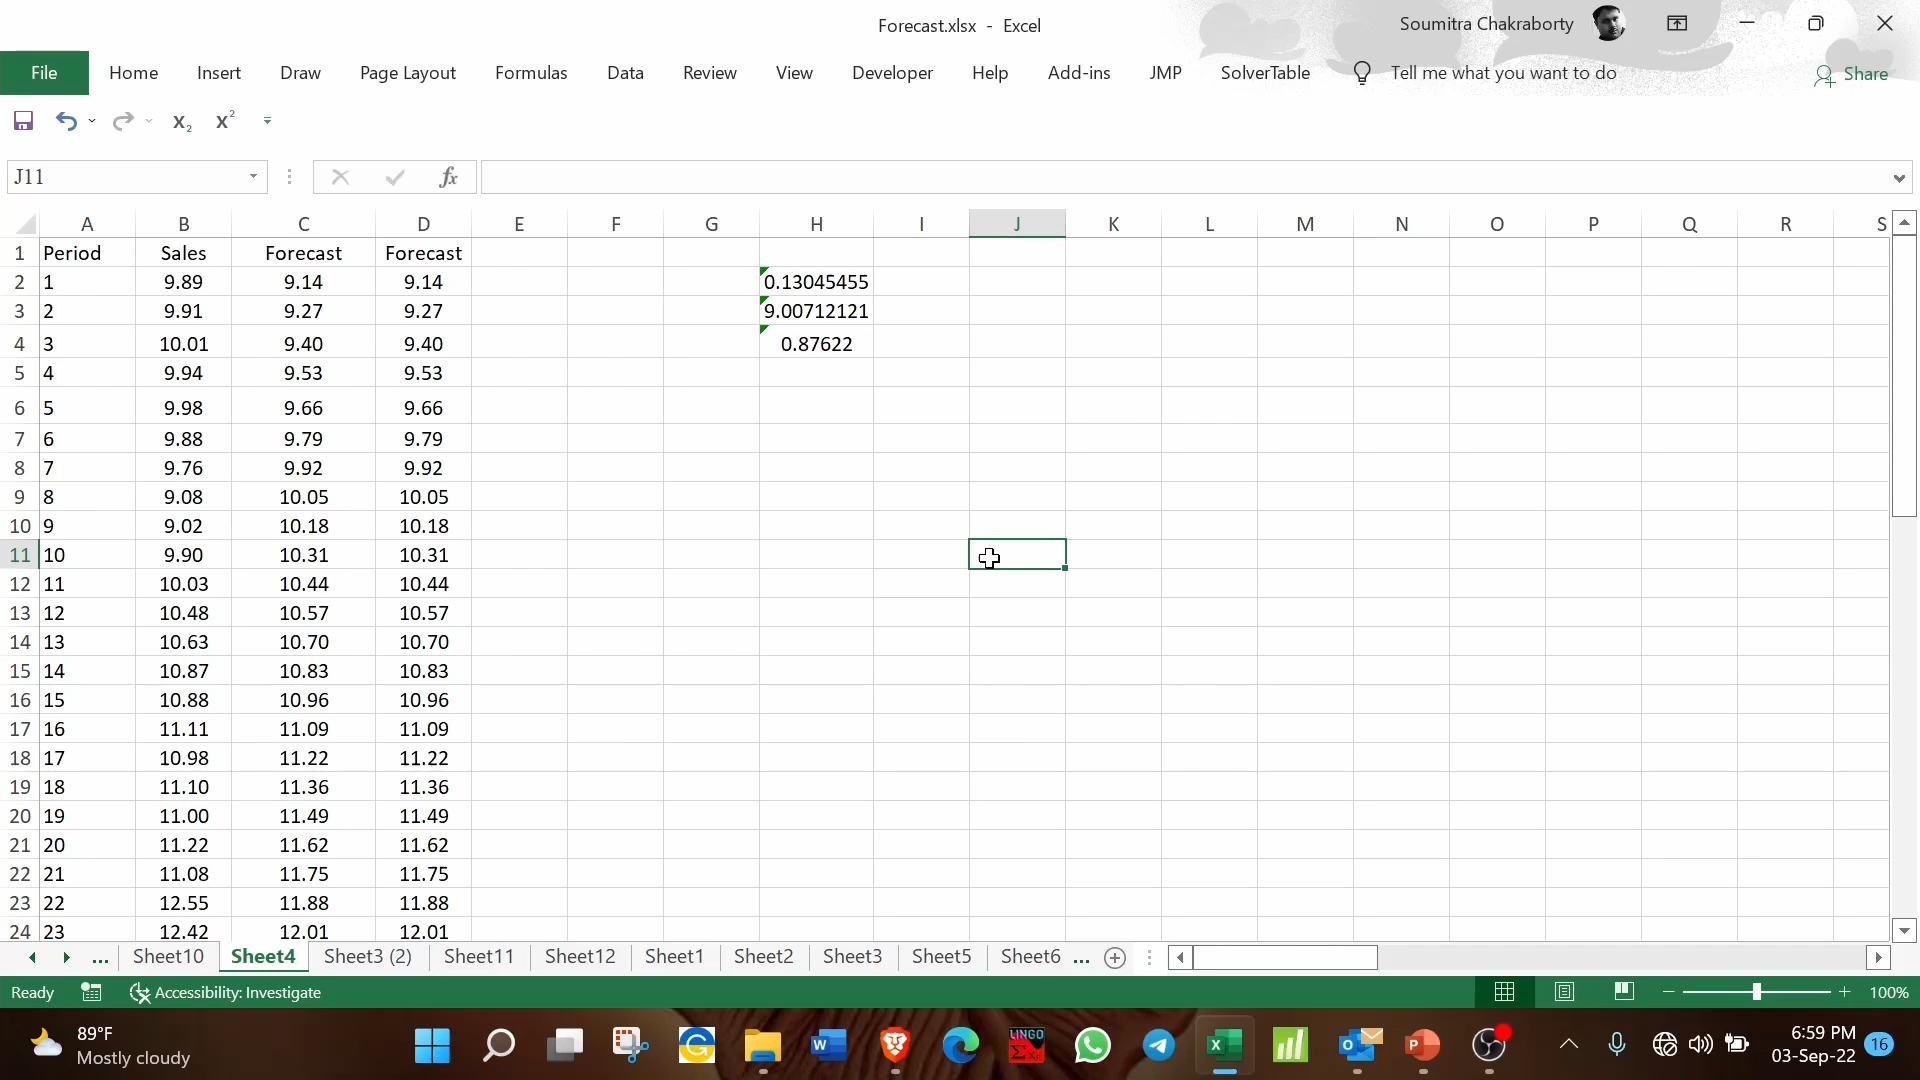 Forecast.xlsx - Excel
Soumitra Chakraborty
File Home Insert Draw Page Layout Formulas Data Review View Developer Help Add-ins JMP SolverTable Tell me what you want to do Share
X₂ X²
J11 fx
A B C D E F G H I J K L M N O P Q R S
1 Period Sales Forecast Forecast
2 1 9.89 9.14 9.14 0.13045455
3 2 9.91 9.27 9.27 9.00712121
4 3 10.01 9.40 9.40 0.87622
5 4 9.94 9.53 9.53
6 5 9.98 9.66 9.66
7 6 9.88 9.79 9.79
8 7 9.76 9.92 9.92
9 8 9.08 10.05 10.05
10 9 9.02 10.18 10.18
11 10 9.90 10.31 10.31
12 11 10.03 10.44 10.44
13 12 10.48 10.57 10.57
14 13 10.63 10.70 10.70
15 14 10.87 10.83 10.83
16 15 10.88 10.96 10.96
17 16 11.11 11.09 11.09
18 17 10.98 11.22 11.22
19 18 11.10 11.36 11.36
20 19 11.00 11.49 11.49
21 20 11.22 11.62 11.62
22 21 11.08 11.75 11.75
23 22 12.55 11.88 11.88
24 23 12.42 12.01 12.01
... Sheet10 Sheet4 Sheet3 (2) Sheet11 Sheet12 Sheet1 Sheet2 Sheet3 Sheet5 Sheet6 ...
Ready Accessibility: Investigate 100%
89°F
Mostly cloudy
LINGO
6:59 PM
03-Sep-22
16